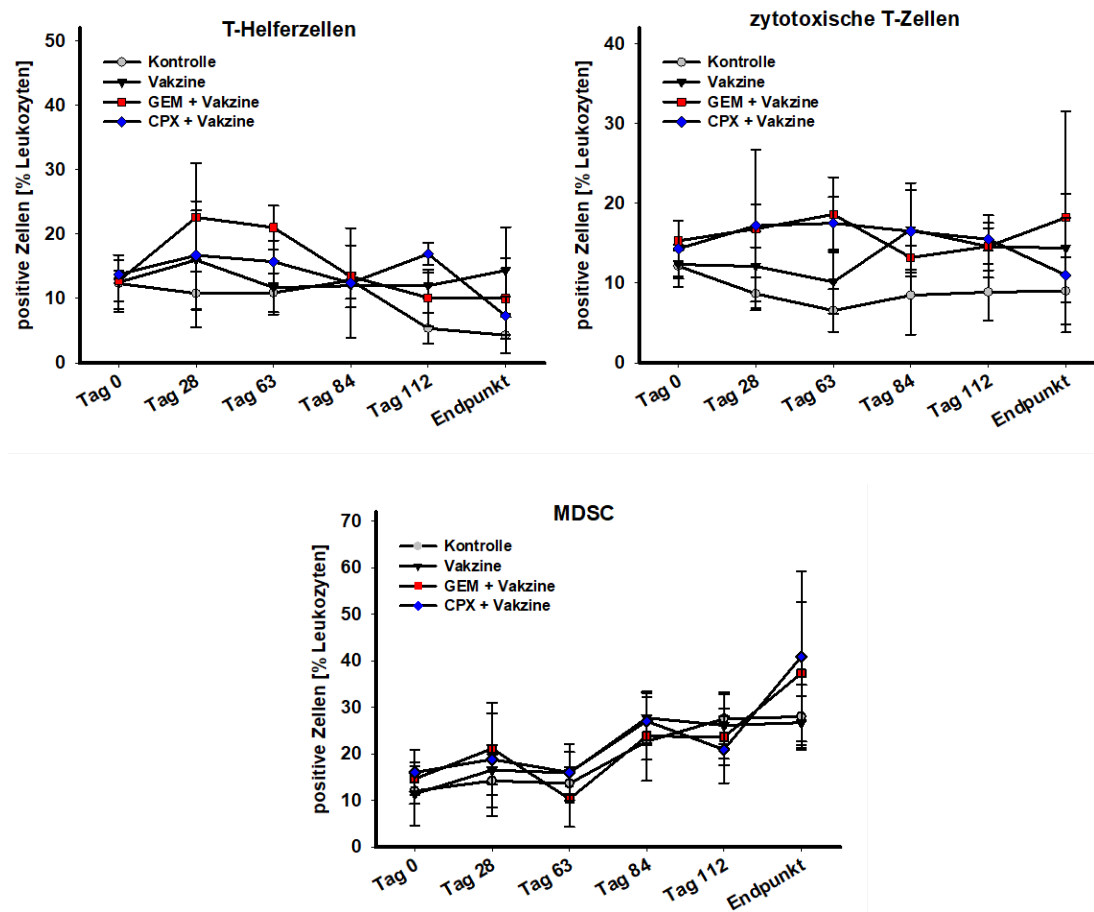 T-Helferzellen
positive Zellen [% Leukozyten]
50
40
30
20
10
0
Kontrolle
Vakzine
GEM + Vakzine
CPX + Vakzine
Tag 0
Tag 28
Tag 63
Tag 84
Tag 112
Endpunkt
zytotoxische T-Zellen
positive Zellen [% Leukozyten]
40
30
20
10
0
Kontrolle
Vakzine
GEM + Vakzine
CPX + Vakzine
Tag 0
Tag 28
Tag 63
Tag 84
Tag 112
Endpunkt
MDSC
positive Zellen [% Leukozyten]
70
60
50
40
30
20
10
0
Kontrolle
Vakzine
GEM + Vakzine
CPX + Vakzine
Tag 0
Tag 28
Tag 63
Tag 84
Tag 112
Endpunkt